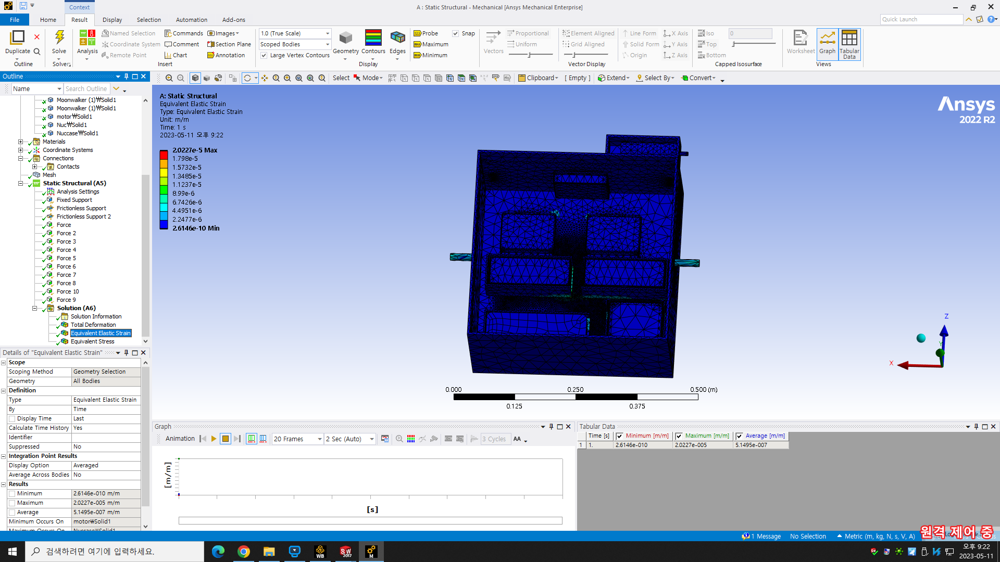 Context
A : Static Structural - Mechanical [Ansys Mechanical Enterprise]
File Home Result Display Selection Automation Add-ons
Quick Launch
Duplicate
Outline
Solve
Solver
Analysis
Named Selection
Coordinate System
Remote Point
Commands
Comment
Chart
Images
Section Plane
Annotation
Insert
1.0 (True Scale)
Scoped Bodies
Large Vertex Contours
Geometry
Contours
Edges
Display
Probe
Maximum
Minimum
Snap
Vectors
Proportional
Uniform
Element Aligned
Grid Aligned
Line Form
Solid Form
Origin
X Axis
Y Axis
Z Axis
Vector Display
Iso
Top
Bottom
0
Capped Isosurface
Worksheet
Graph
Tabular Data
Views
Outline
Name Search Outline
Select Mode Clipboard [ Empty ] Extend Select By Convert
Moonwalker (1)₩Solid1
Moonwalker (1)₩Solid1
motor₩Solid1
Nuc₩Solid1
Nuccase₩Solid1
Materials
Coordinate Systems
Connections
Contacts
Mesh
Static Structural (A5)
Analysis Settings
Fixed Support
Frictionless Support
Frictionless Support 2
Force
Force 2
Force 3
Force 4
Force 5
Force 6
Force 7
Force 8
Force 10
Force 9
Solution (A6)
Solution Information
Total Deformation
Equivalent Elastic Strain
Equivalent Stress
A: Static Structural
Equivalent Elastic Strain
Type: Equivalent Elastic Strain
Unit: m/m
Time: 1 s
2023-05-11 오후 9:22
2.0227e-5 Max
1.798e-5
1.5732e-5
1.3485e-5
1.1237e-5
8.99e-6
6.7426e-6
4.4951e-6
2.2477e-6
2.6146e-10 Min
Ansys
2022 R2
Z
Y
X
0.000 0.250 0.500 (m)
0.125 0.375
Details of "Equivalent Elastic Strain"
Scope
Scoping Method Geometry Selection
Geometry All Bodies
Definition
Type Equivalent Elastic Strain
By Time
Display Time Last
Calculate Time History Yes
Identifier
Suppressed No
Integration Point Results
Display Option Averaged
Average Across Bodies No
Results
Minimum 2.6146e-010 m/m
Maximum 2.0227e-005 m/m
Average 5.1495e-007 m/m
Minimum Occurs On motor₩Solid1
Maximum Occurs On Nuccase₩Solid1
Graph
Animation 20 Frames 2 Sec (Auto) 3 Cycles AA
[m/m]
[s]
Tabular Data
Time [s] Minimum [m/m] Maximum [m/m] Average [m/m]
1 1. 2.6146e-010 2.0227e-005 5.1495e-007
1 Message No Selection Metric (m, kg, N, s, V, A)
원격 제어 중
검색하려면 여기에 입력하세요.
WB
SW
2017
M
오후 9:22
2023-05-11